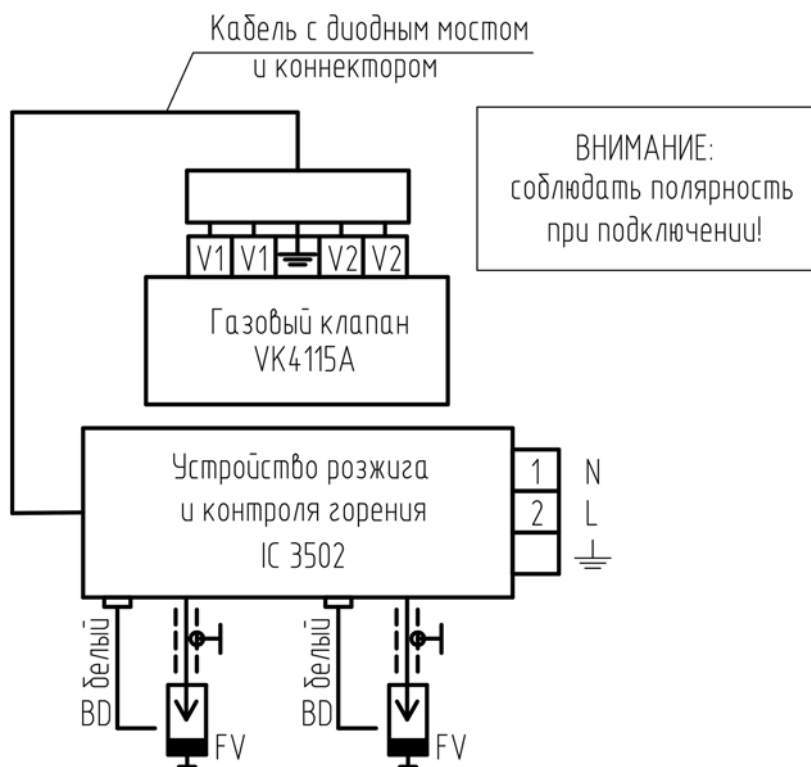 Кабель с диодным мостом
и коннектором
ВНИМАНИЕ:
соблюдать полярность
при подключении!
V1 V1 V2 V2
Газовый клапан
VK4115A
Устройство розжига
и контроля горения
IC 3502
1 N
2 L
белый
BD
FV
белый
BD
FV